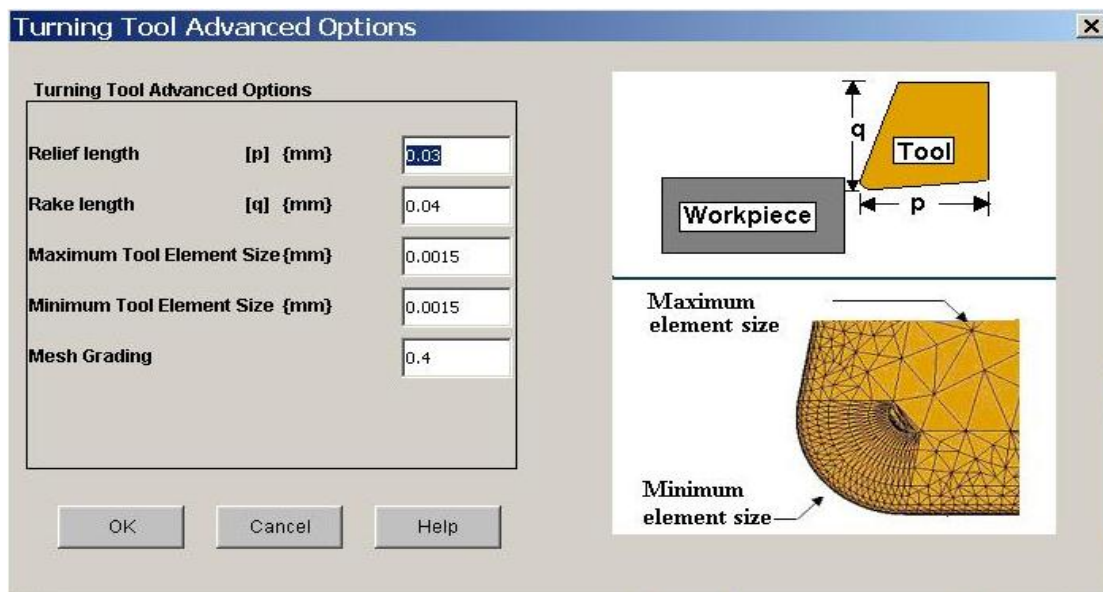 Turning Tool Advanced Options
Turning Tool Advanced Options
Relief length [p] {mm} 0.03
Rake length [q] {mm} 0.04
Maximum Tool Element Size {mm} 0.0015
Minimum Tool Element Size {mm} 0.0015
Mesh Grading 0.4
OK Cancel Help
q
Tool
p
Workpiece
Maximum
element size
Minimum
element size